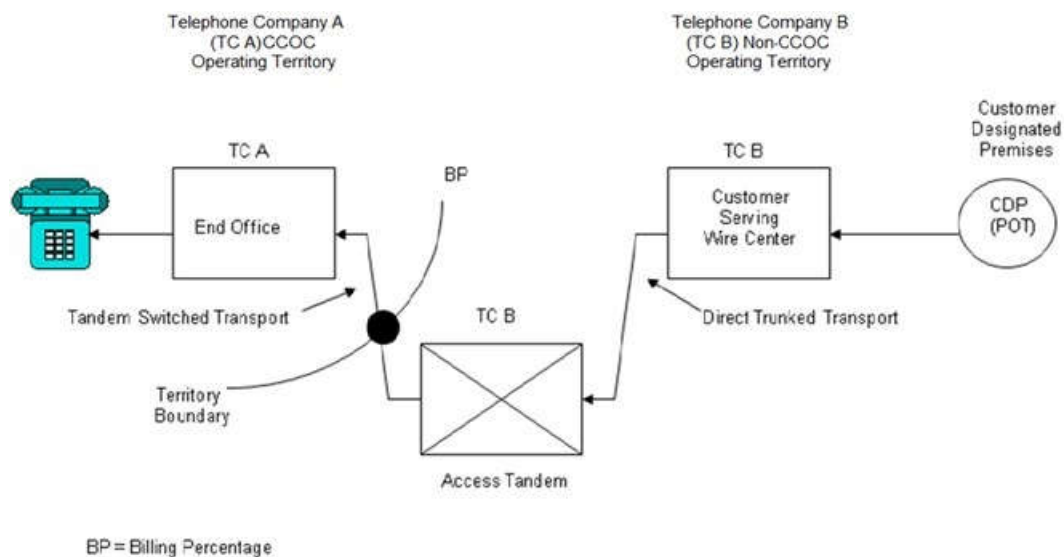 Telephone Company A
(TC A)CCOC
Operating Territory
Telephone Company B
(TC B) Non-CCOC
Operating Territory
Customer
Designated
Premises
TC A
BP
TC B
End Office
Customer
Serving
Wire Center
CDP
(POT)
Tandem Switched Transport
TC B
Direct Trunked Transport
Territory
Boundary
Access Tandem
BP = Billing Percentage